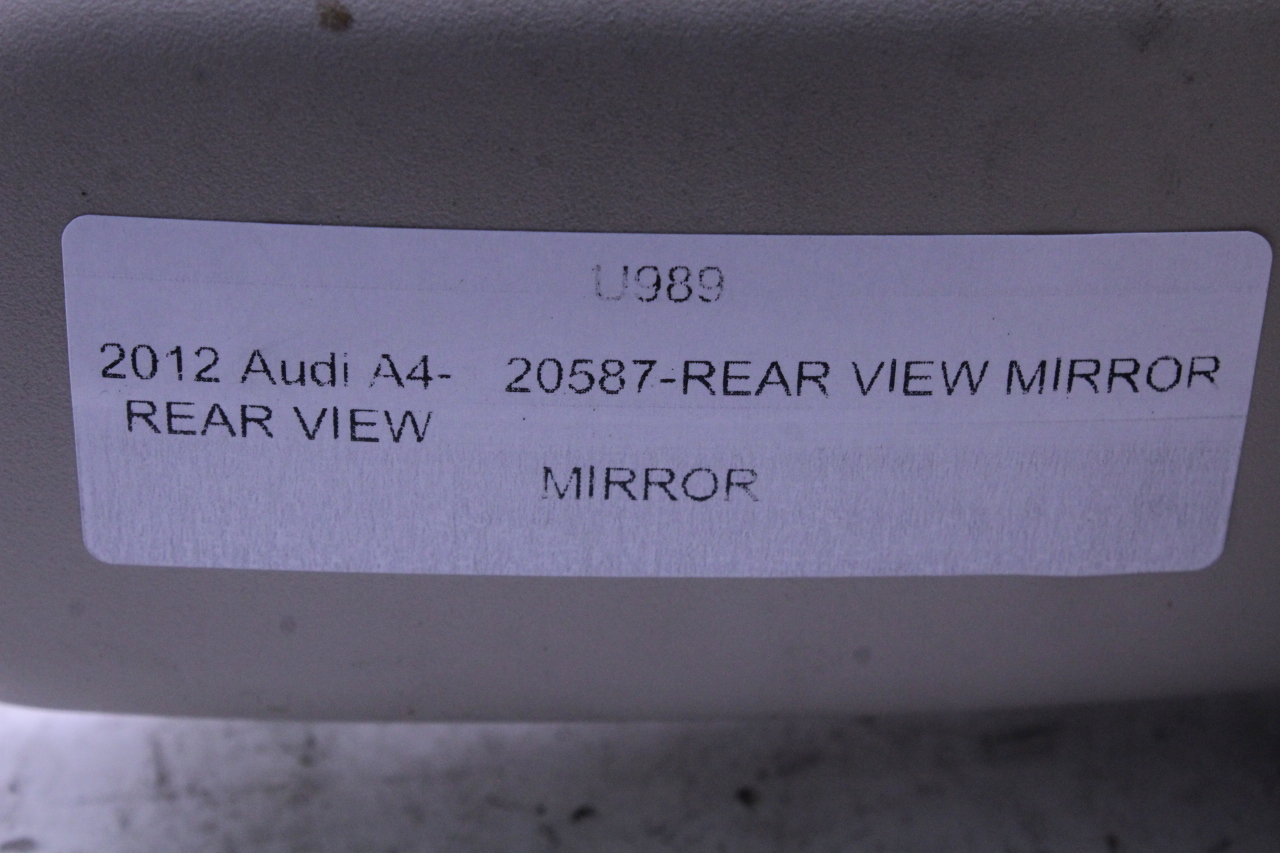 U989
2012 Audi A4- 20587-REAR VIEW MIRROR
REAR VIEW
MIRROR